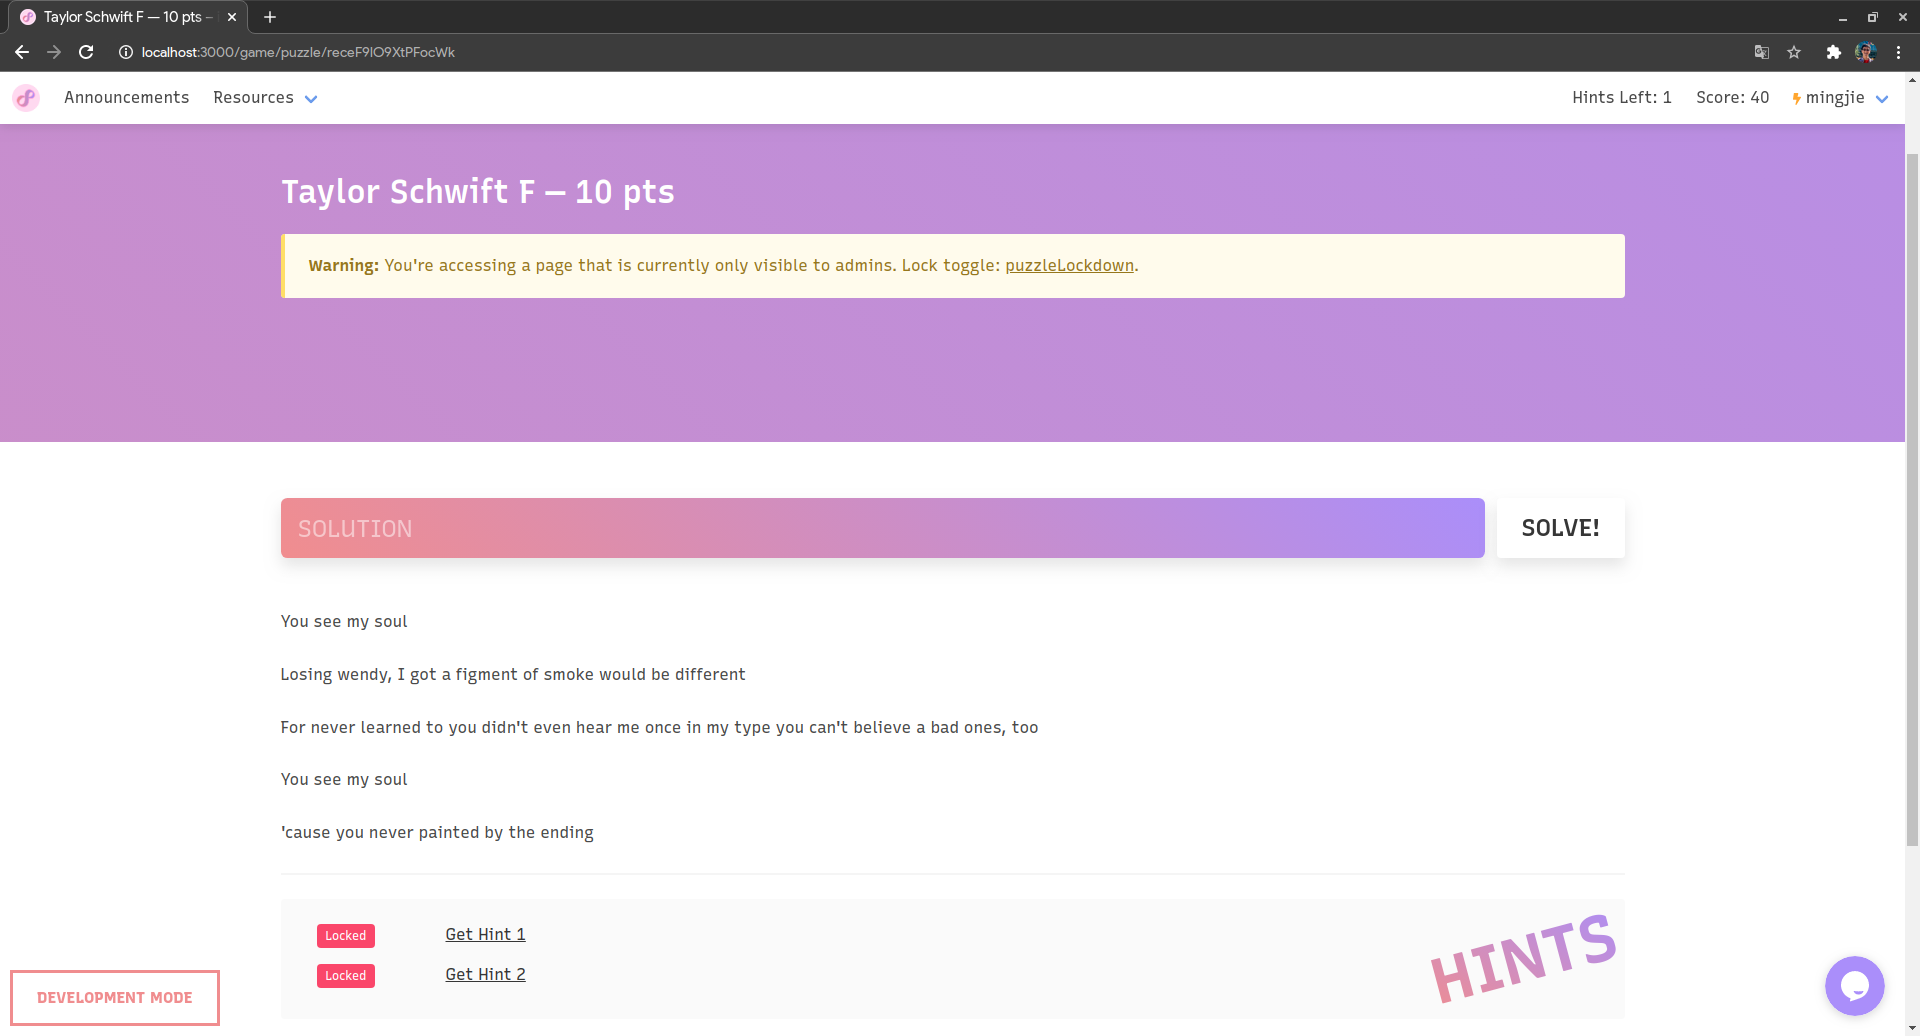 Taylor Schwift F — 10 pts –
localhost:3000/game/puzzle/receF9lO9XtPFocWk
Announcements Resources Hints Left: 1 Score: 40 mingjie
Taylor Schwift F — 10 pts
Warning: You're accessing a page that is currently only visible to admins. Lock toggle: puzzleLockdown.
SOLUTION SOLVE!
You see my soul
Losing wendy, I got a figment of smoke would be different
For never learned to you didn't even hear me once in my type you can't believe a bad ones, too
You see my soul
'cause you never painted by the ending
Locked Get Hint 1
Locked Get Hint 2
HINTS
DEVELOPMENT MODE